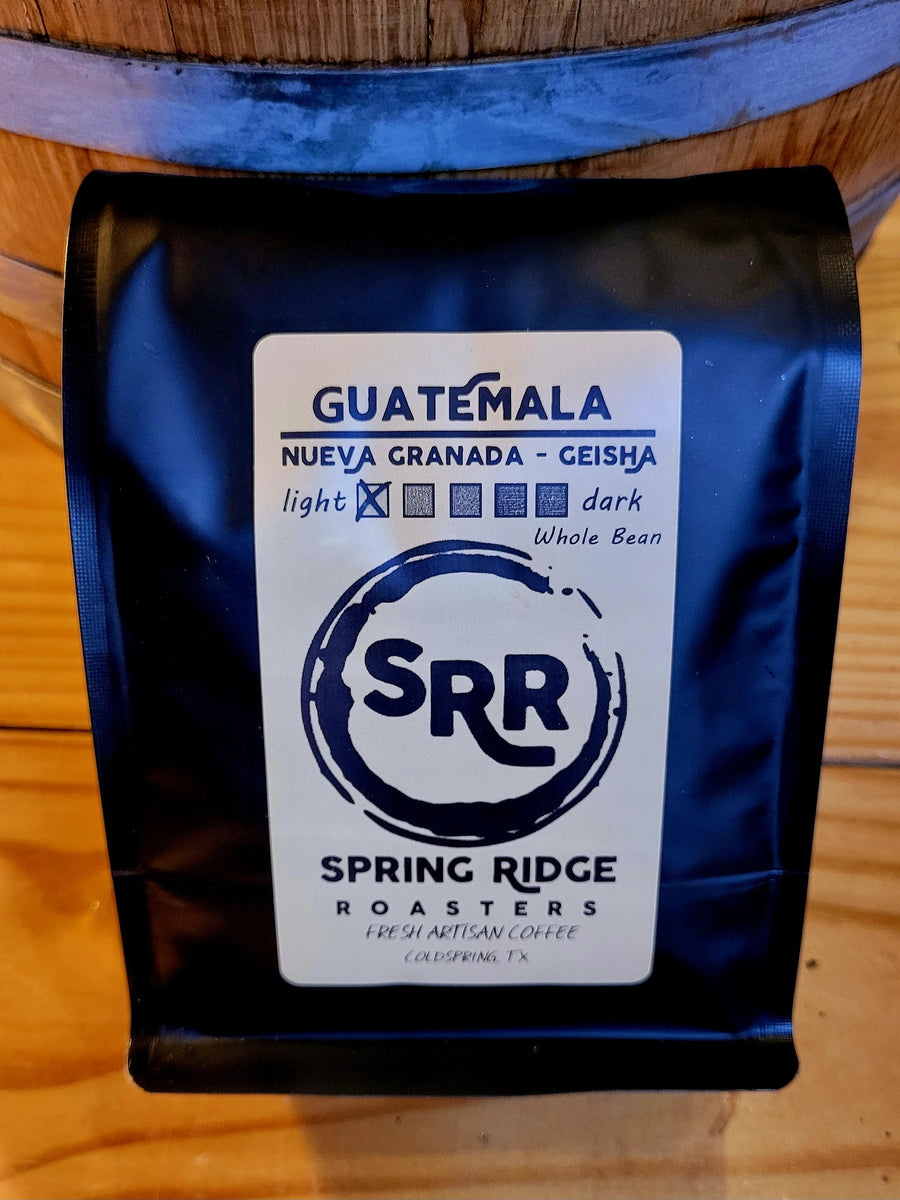 GUATEMALA
NUEVA GRANADA - GEISHA
light dark
Whole Bean
SRR
SPRING RIDGE
ROASTERS
FRESH ARTISAN COFFEE
COLDSPRING, TX